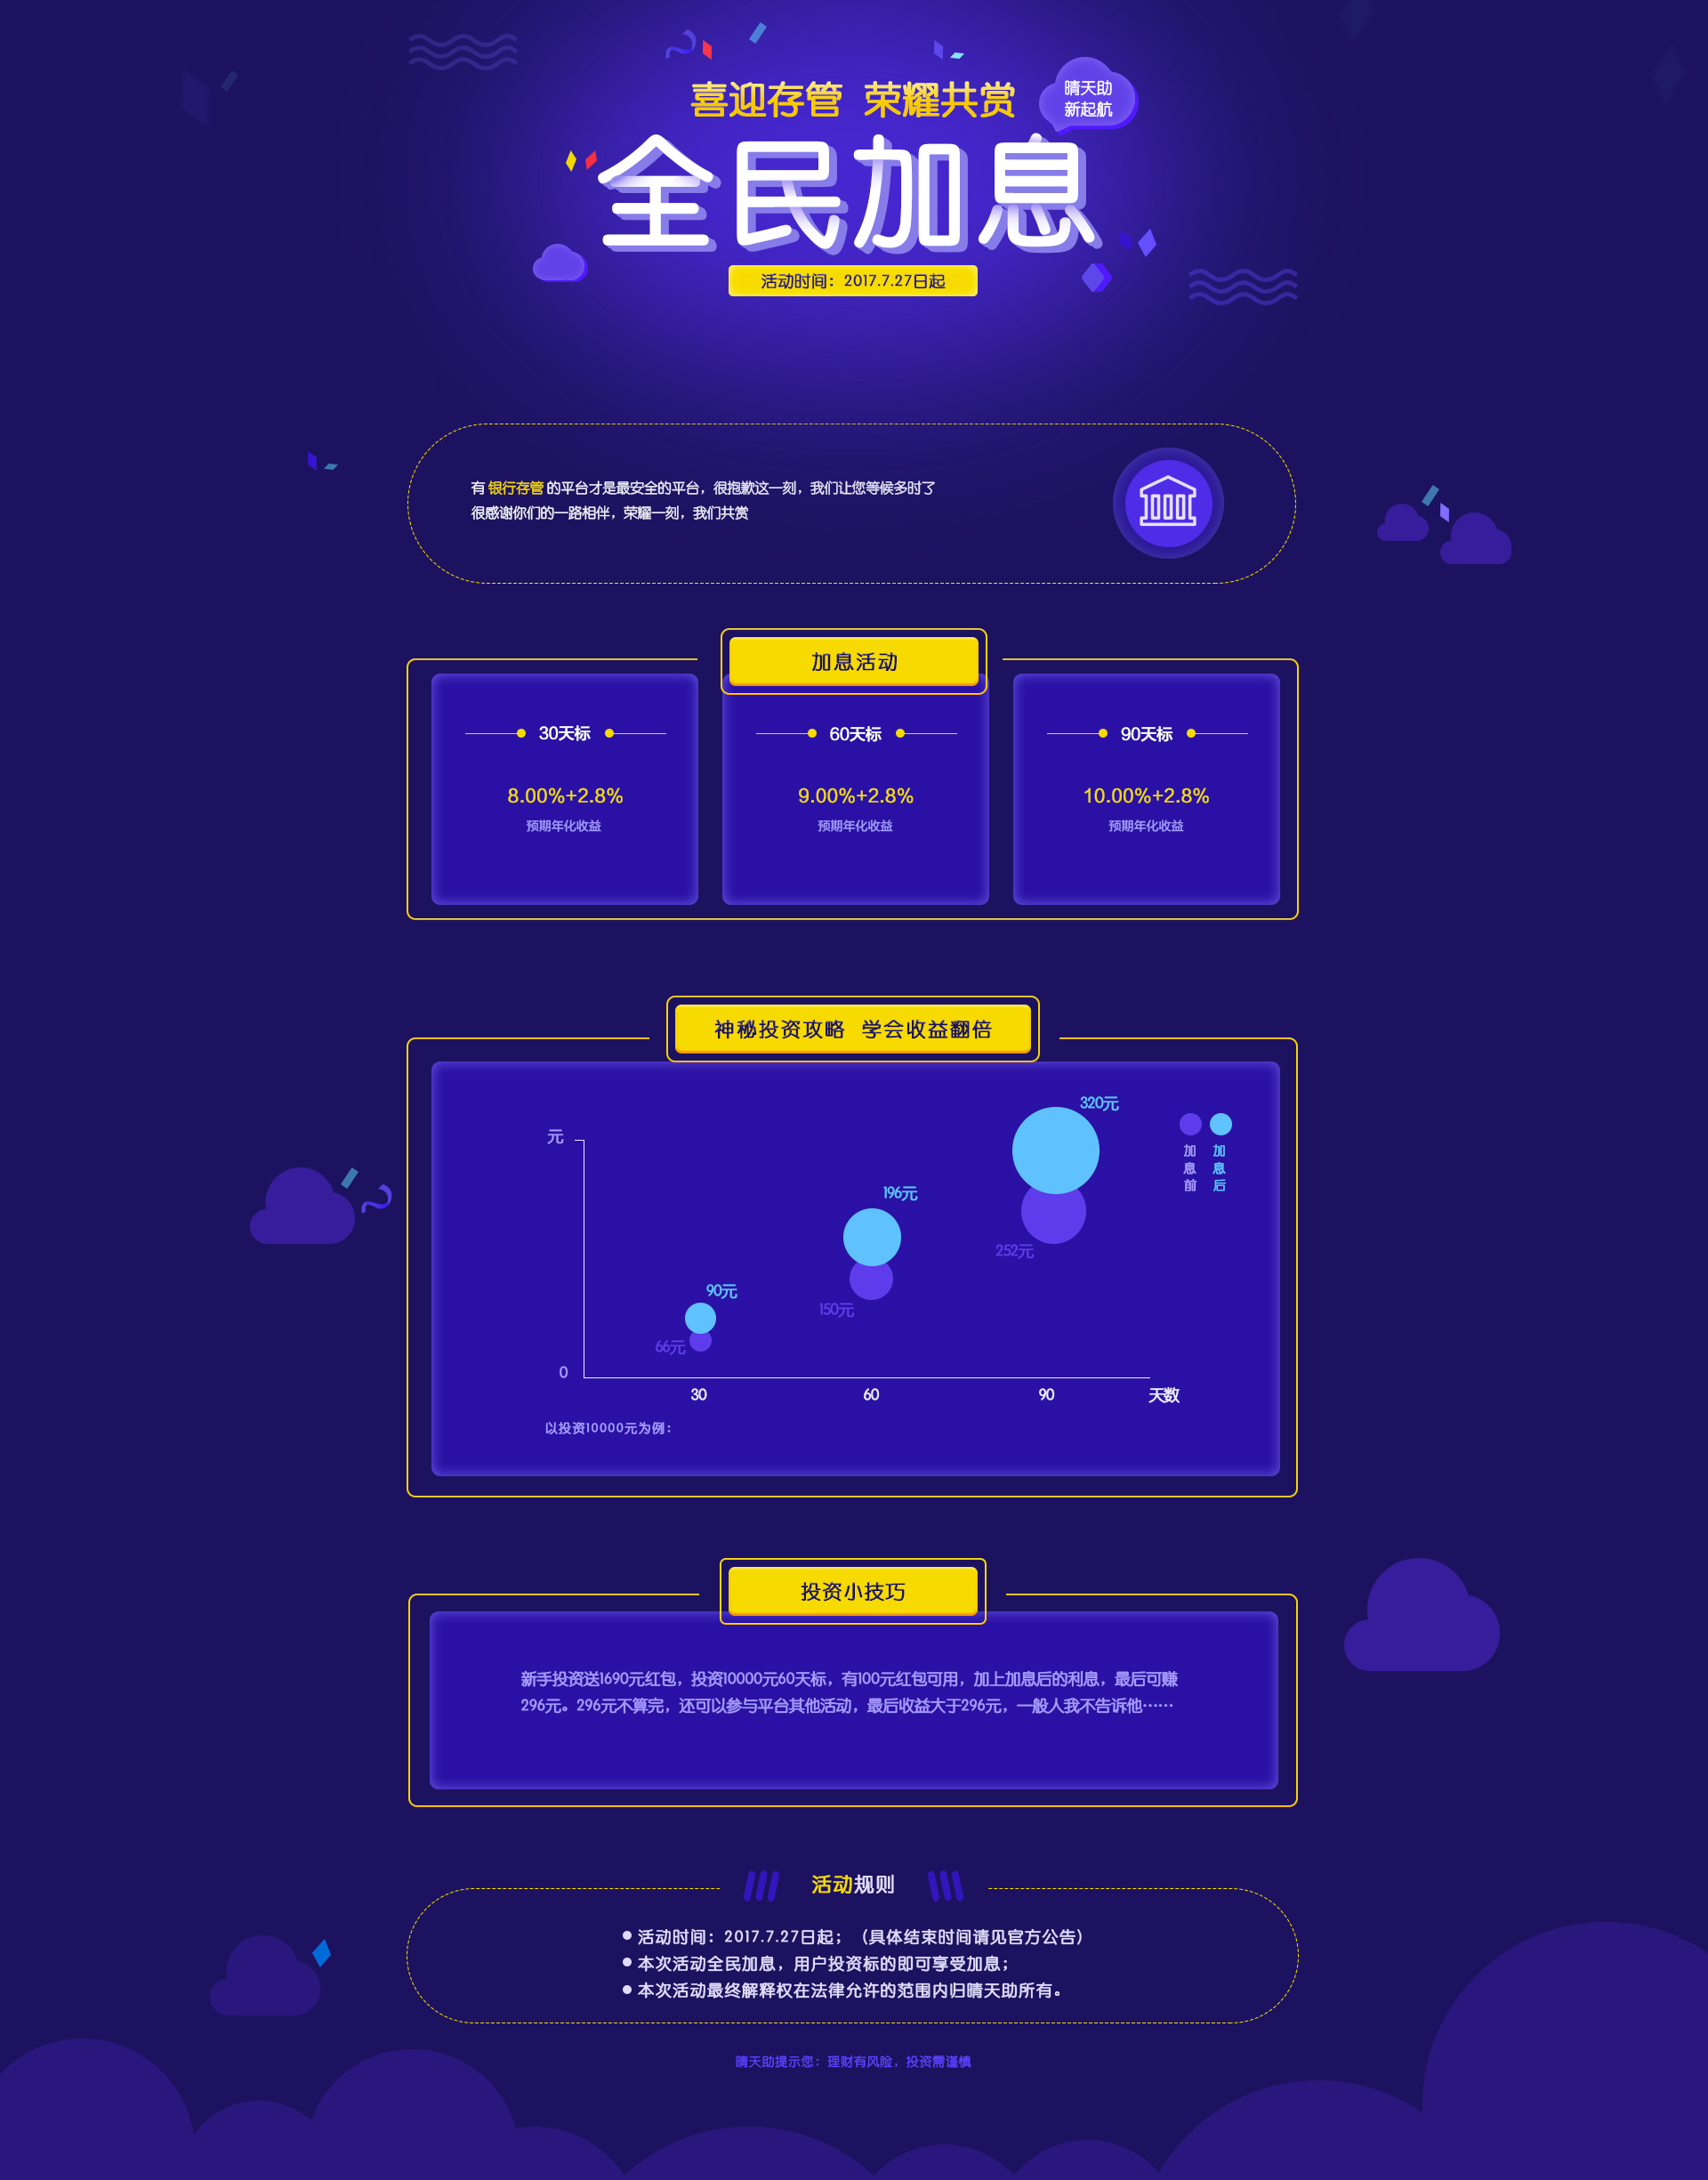 喜迎存管 荣耀共赏
晴天助
新起航
全民加息
活动时间：2017.7.27日起
有 银行存管 的平台才是最安全的平台，很抱歉这一刻，我们让您等候多时了
很感谢你们的一路相伴，荣耀一刻，我们共赏
加息活动
30天标
8.00%+2.8%
预期年化收益
60天标
9.00%+2.8%
预期年化收益
90天标
10.00%+2.8%
预期年化收益
神秘投资攻略 学会收益翻倍
元
320元
加息前
加息后
196元
252元
90元
150元
66元
0
30
60
90
天数
以投资10000元为例：
投资小技巧
新手投资送1690元红包，投资10000元60天标，有100元红包可用，加上加息后的利息，最后可赚
296元。296元不算完，还可以参与平台其他活动，最后收益大于296元，一般人我不告诉他……
活动规则
活动时间：2017.7.27日起；（具体结束时间请见官方公告）
本次活动全民加息，用户投资标的即可享受加息；
本次活动最终解释权在法律允许的范围内归晴天助所有。
晴天助提示您：理财有风险，投资需谨慎